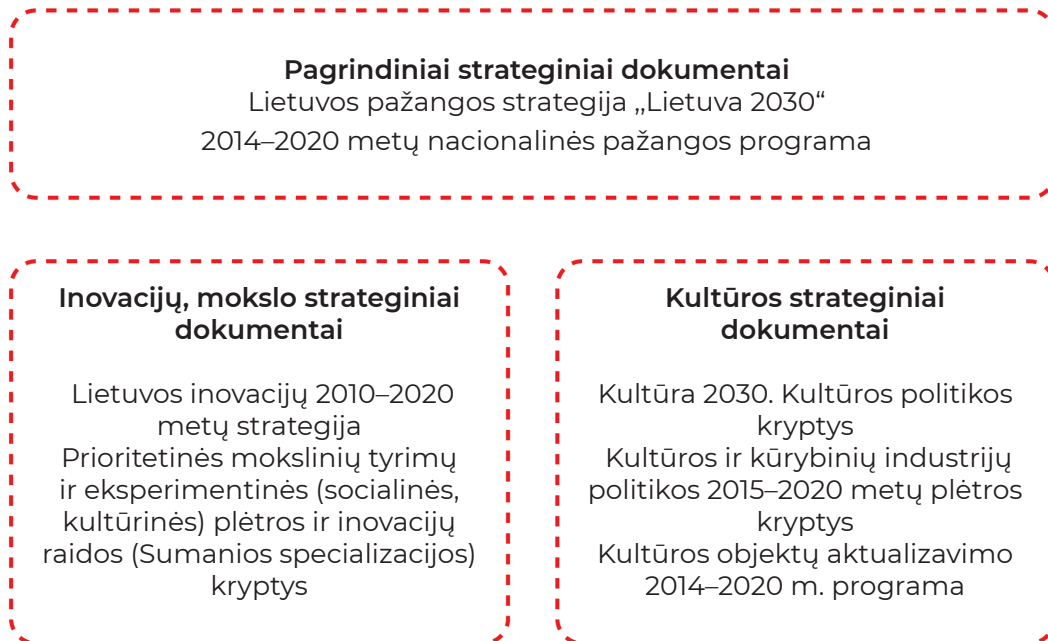 Pagrindiniai strateginiai dokumentai
Lietuvos pažangos strategija „Lietuva 2030“
2014–2020 metų nacionalinės pažangos programa
Inovacijų, mokslo strateginiai
dokumentai
Lietuvos inovacijų 2010–2020
metų strategija
Prioritetinės mokslinių tyrimų
ir eksperimentinės (socialinės,
kultūrinės) plėtros ir inovacijų
raidos (Sumanios specializacijos)
kryptys
Kultūros strateginiai
dokumentai
Kultūra 2030. Kultūros politikos
kryptys
Kultūros ir kūrybinių industrijų
politikos 2015–2020 metų plėtros
kryptys
Kultūros objektų aktualizavimo
2014–2020 m. programa